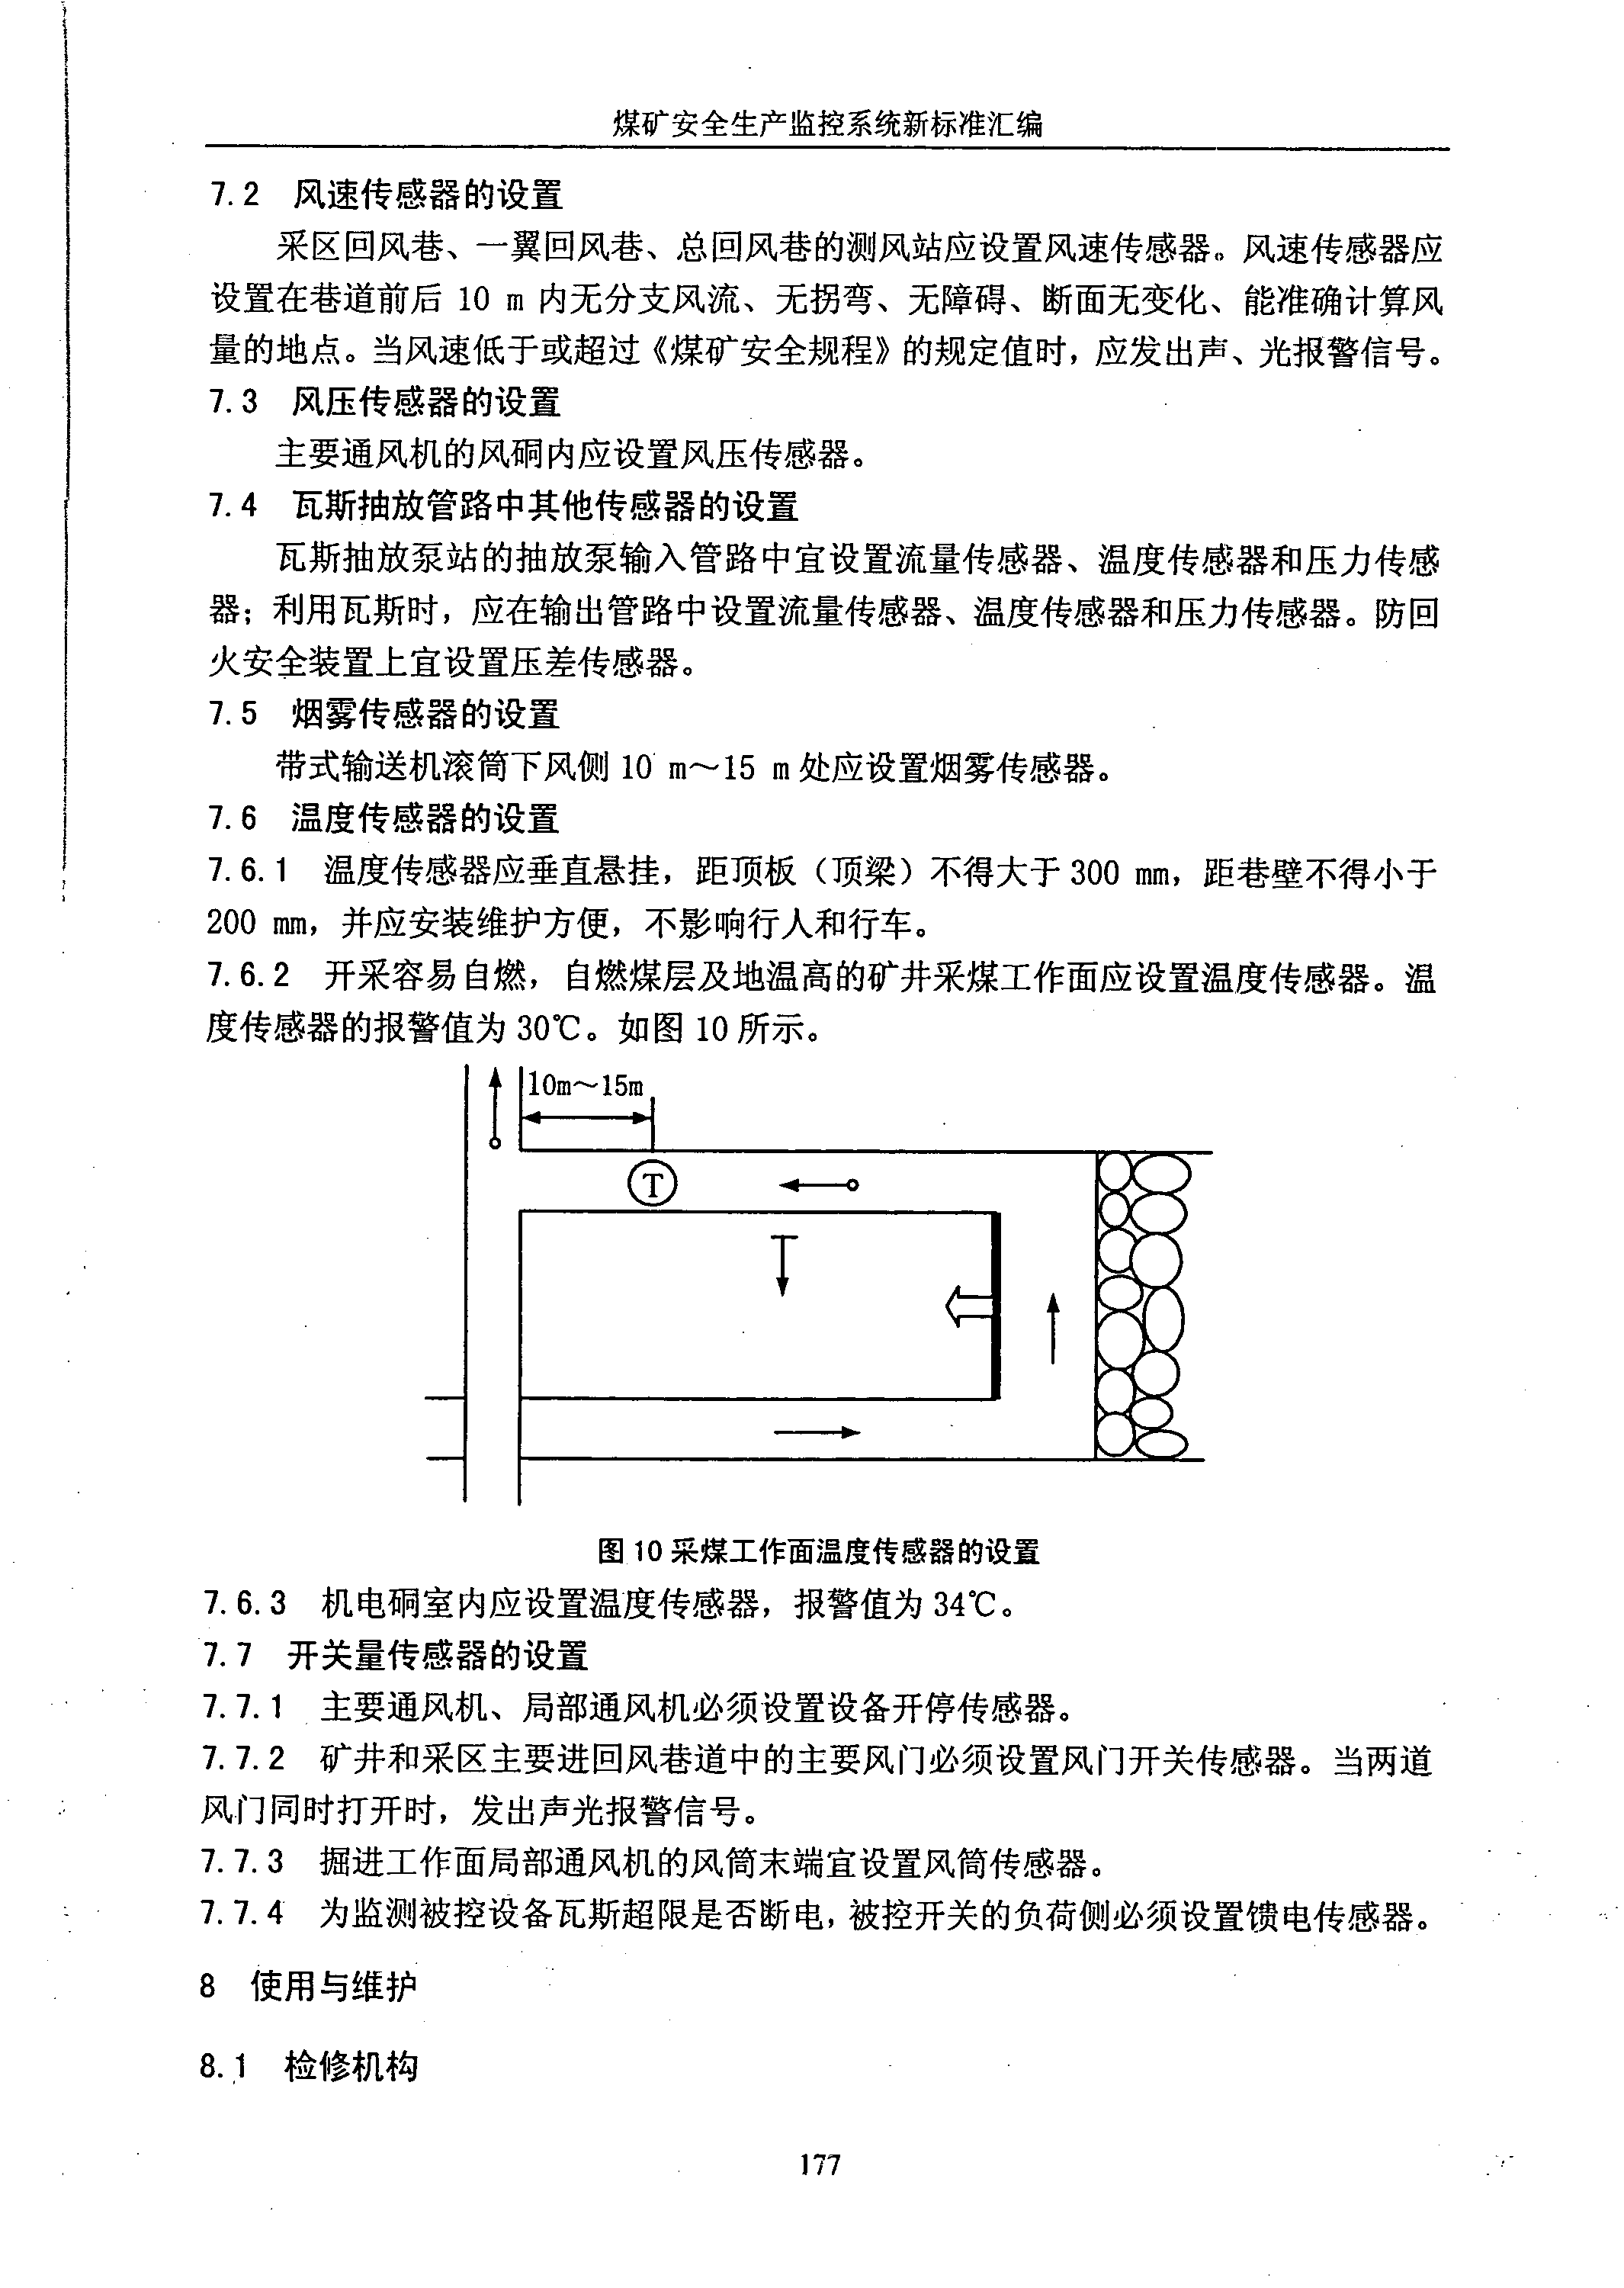 煤矿安全生产监控系统新标准汇编
7.2 风速传感器的设置
采区回风巷、一翼回风巷、总回风巷的测风站应设置风速传感器。风速传感器应
设置在巷道前后 10 m 内无分支风流、无拐弯、无障碍、断面无变化、能准确计算风
量的地点。当风速低于或超过《煤矿安全规程》的规定值时，应发出声、光报警信号。
7.3 风压传感器的设置
主要通风机的风硐内应设置风压传感器。
7.4 瓦斯抽放管路中其他传感器的设置
瓦斯抽放泵站的抽放泵输入管路中宜设置流量传感器、温度传感器和压力传感
器；利用瓦斯时，应在输出管路中设置流量传感器、温度传感器和压力传感器。防回
火安全装置上宜设置压差传感器。
7.5 烟雾传感器的设置
带式输送机滚筒下风侧 10 m～15 m 处应设置烟雾传感器。
7.6 温度传感器的设置
7.6.1 温度传感器应垂直悬挂，距顶板（顶梁）不得大于 300 mm，距巷壁不得小于
200 mm，并应安装维护方便，不影响行人和行车。
7.6.2 开采容易自燃，自燃煤层及地温高的矿井采煤工作面应设置温度传感器。温
度传感器的报警值为 30℃。如图 10 所示。
10m～15m
T
图 10 采煤工作面温度传感器的设置
7.6.3 机电硐室内应设置温度传感器，报警值为 34℃。
7.7 开关量传感器的设置
7.7.1 主要通风机、局部通风机必须设置设备开停传感器。
7.7.2 矿井和采区主要进回风巷道中的主要风门必须设置风门开关传感器。当两道
风门同时打开时，发出声光报警信号。
7.7.3 掘进工作面局部通风机的风筒末端宜设置风筒传感器。
7.7.4 为监测被控设备瓦斯超限是否断电，被控开关的负荷侧必须设置馈电传感器。
8 使用与维护
8.1 检修机构
177